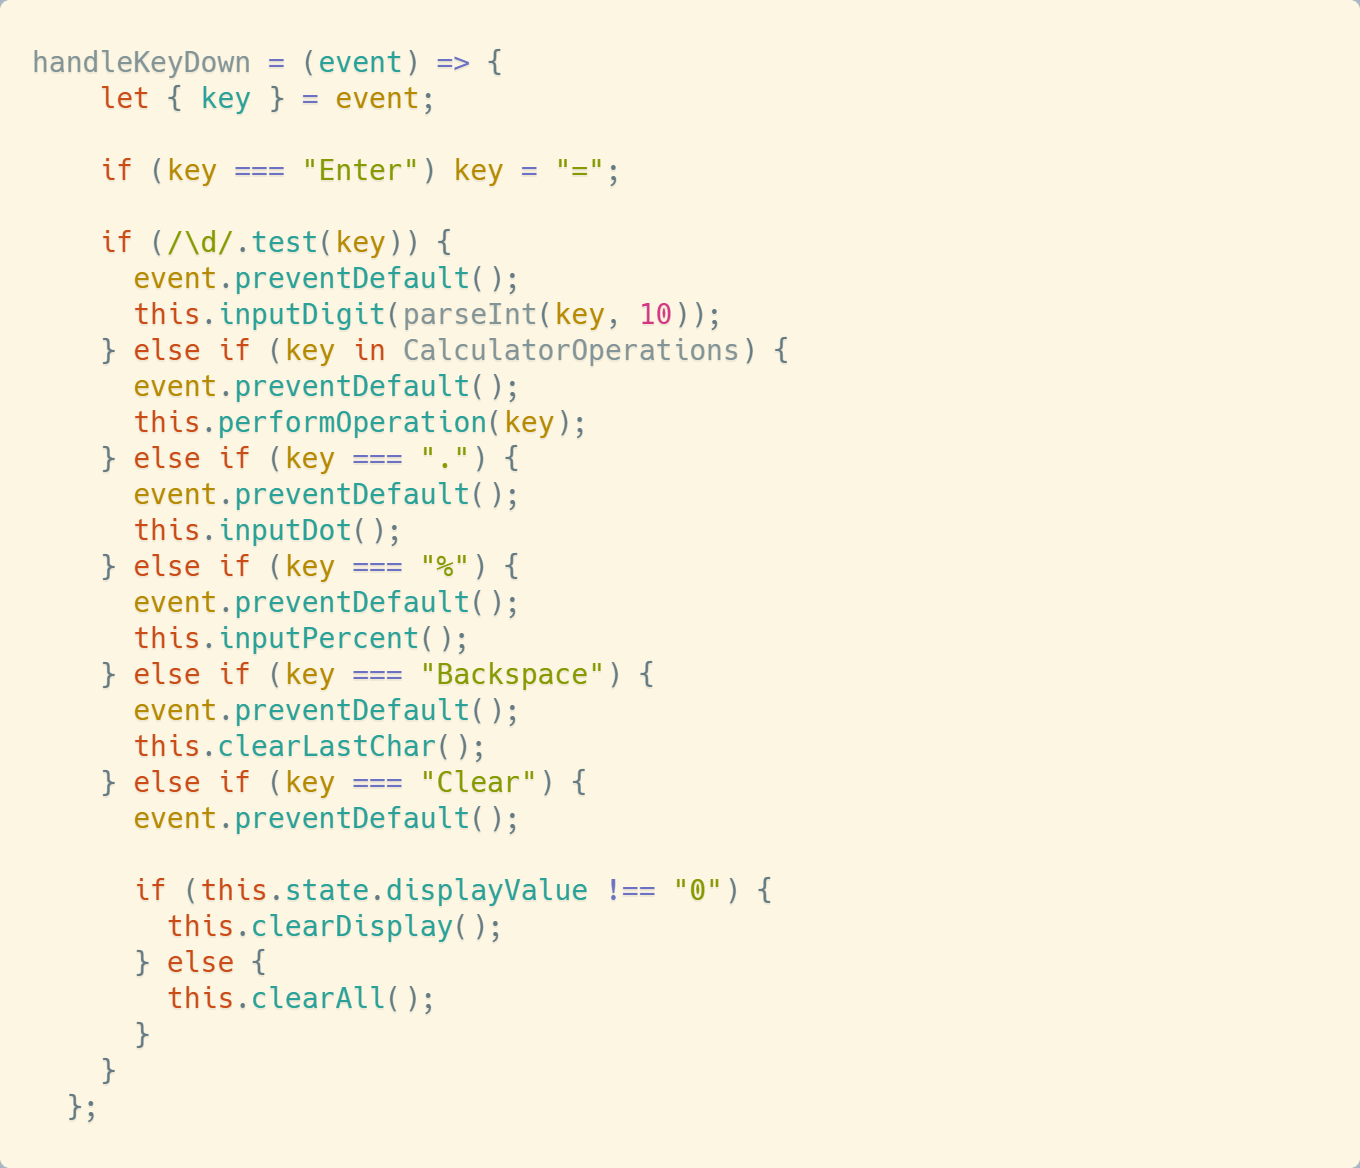 handleKeyDown = (event) => {
    let { key } = event;

    if (key === "Enter") key = "=";

    if (/\d/.test(key)) {
      event.preventDefault();
      this.inputDigit(parseInt(key, 10));
    } else if (key in CalculatorOperations) {
      event.preventDefault();
      this.performOperation(key);
    } else if (key === ".") {
      event.preventDefault();
      this.inputDot();
    } else if (key === "%") {
      event.preventDefault();
      this.inputPercent();
    } else if (key === "Backspace") {
      event.preventDefault();
      this.clearLastChar();
    } else if (key === "Clear") {
      event.preventDefault();

      if (this.state.displayValue !== "0") {
        this.clearDisplay();
      } else {
        this.clearAll();
      }
    }
  };